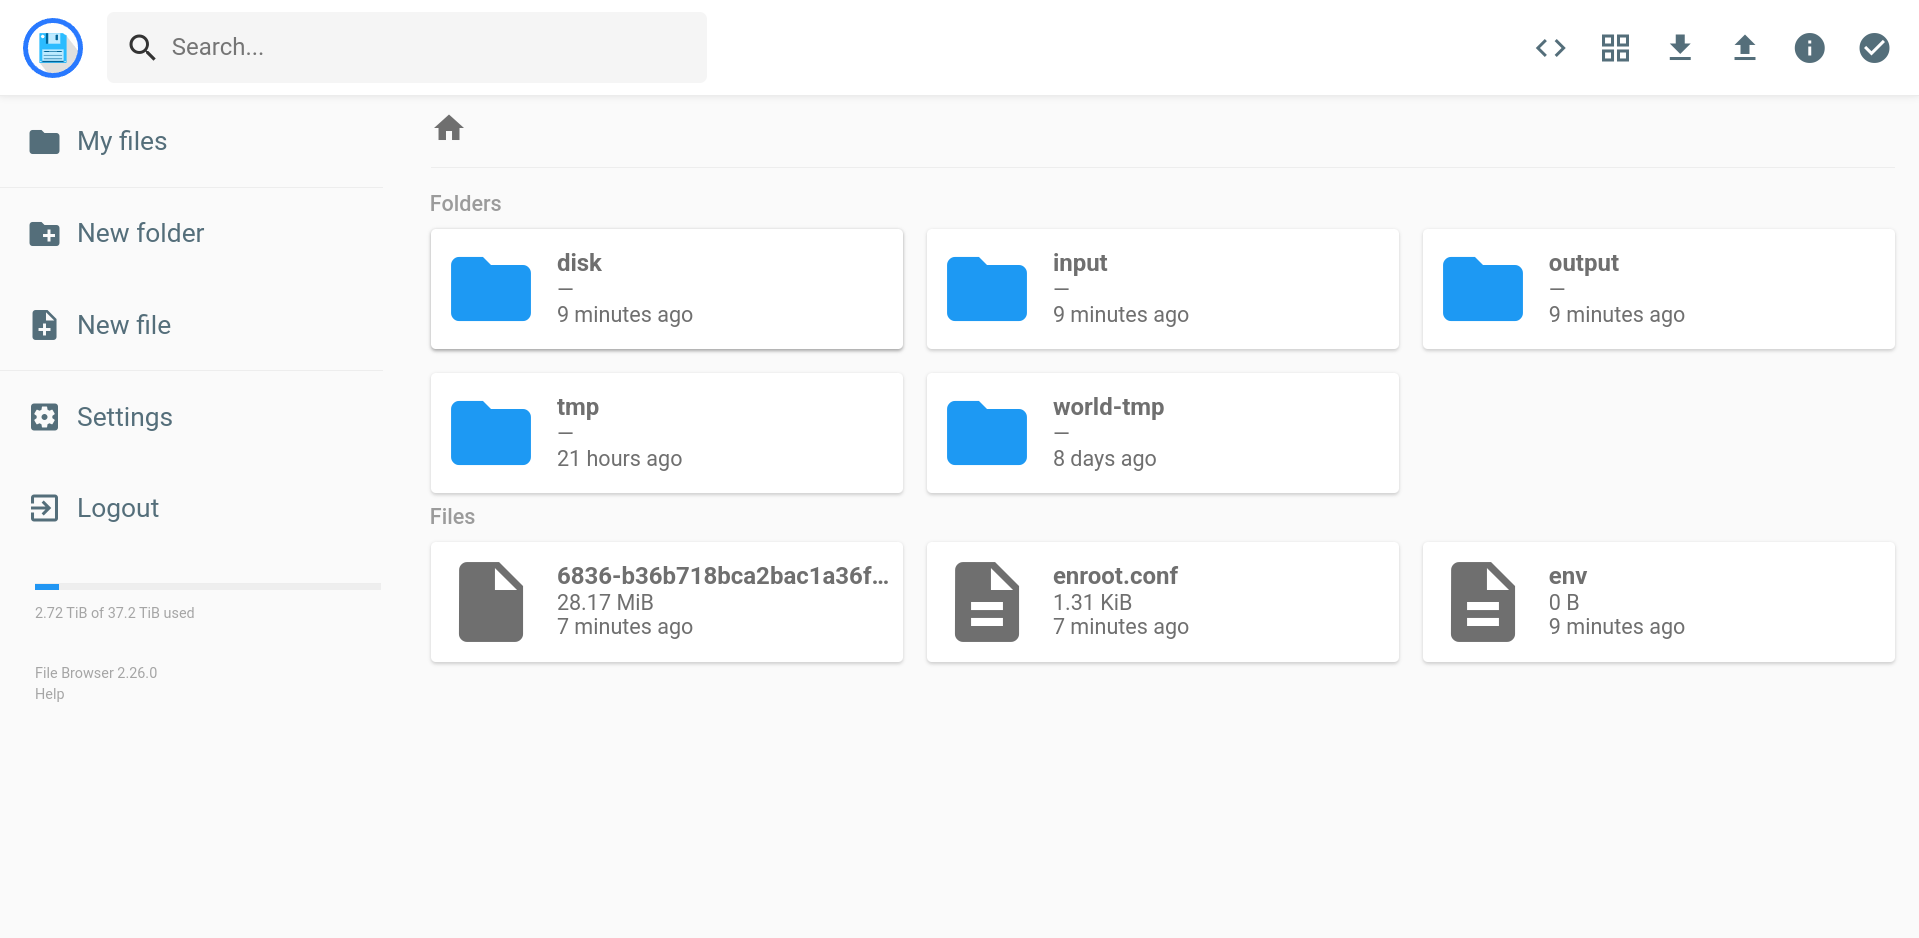 Search...
My files
New folder
New file
Settings
Logout
2.72 TiB of 37.2 TiB used
File Browser 2.26.0
Help
Folders
disk
—
9 minutes ago
input
—
9 minutes ago
output
—
9 minutes ago
tmp
—
21 hours ago
world-tmp
—
8 days ago
Files
6836-b36b718bca2bac1a36f...
28.17 MiB
7 minutes ago
enroot.conf
1.31 KiB
7 minutes ago
env
0 B
9 minutes ago